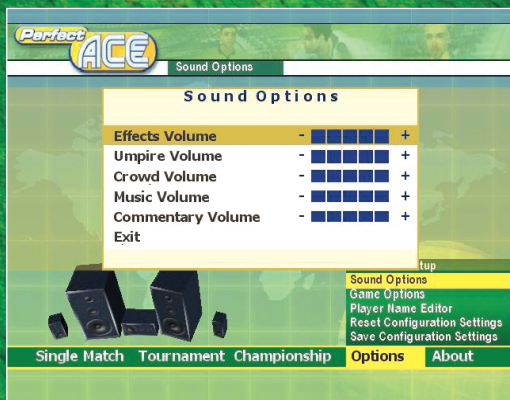 Perfect
ACE
Sound Options
Sound Options
Effects Volume - +
Umpire Volume - +
Crowd Volume - +
Music Volume - +
Commentary Volume - +
Exit
tup
Sound Options
Game Options
Player Name Editor
Reset Configuration Settings
Save Configuration Settings
Single Match Tournament Championship Options About